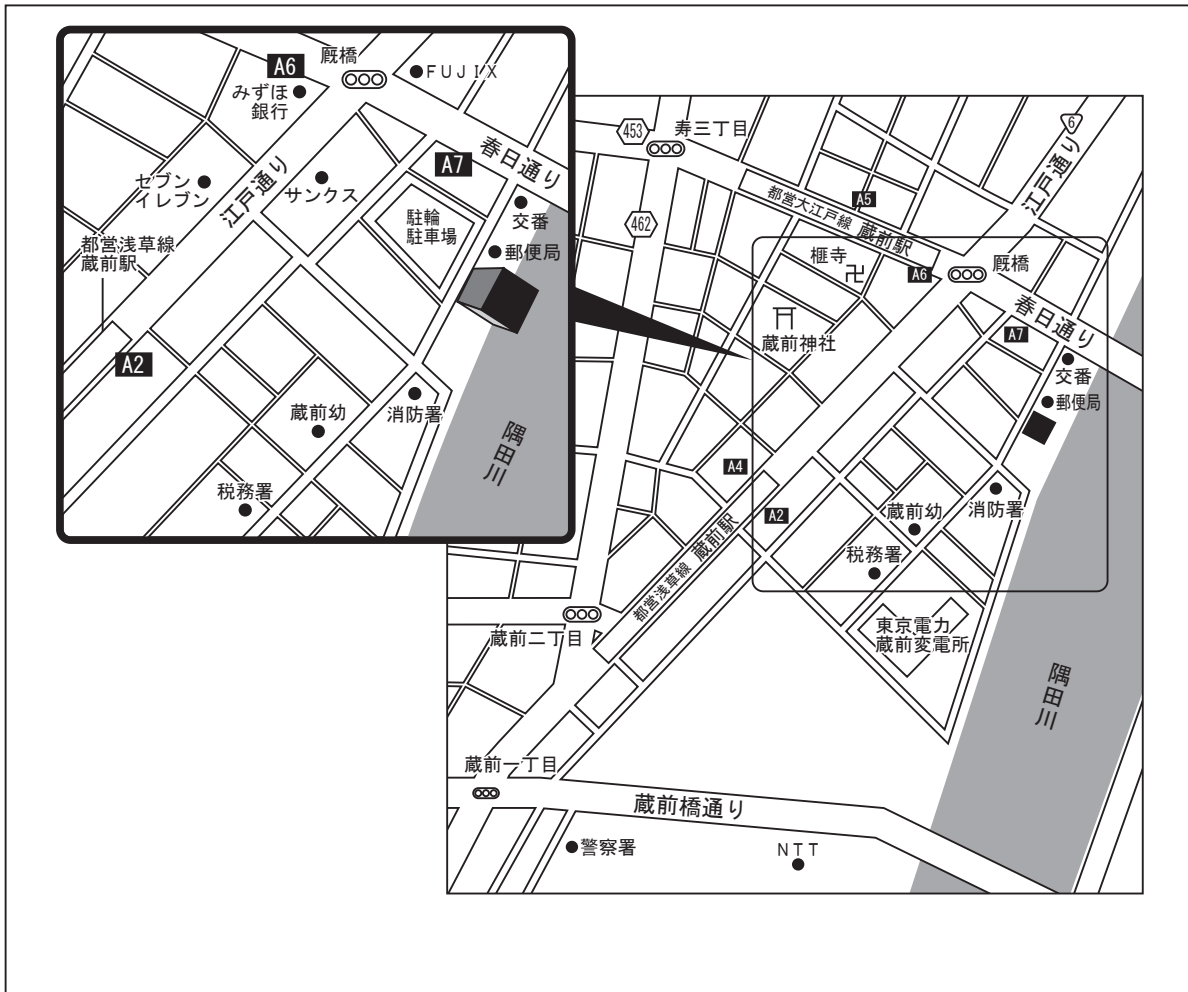 厩橋
A6
FUJIX
みずほ
銀行
春日通り
A7
セブン
イレブン
サンクス
江戸通り
駐輪
駐車場
交番
郵便局
都営浅草線
蔵前駅
A2
蔵前幼
消防署
隅田川
税務署
453
寿三丁目
6
江戸通り
都営大江戸線 蔵前駅
A5
462
榧寺
卍
A6
厩橋
春日通り
蔵前神社
A7
交番
郵便局
A4
A2
蔵前幼
消防署
都営浅草線 蔵前駅
税務署
蔵前二丁目
東京電力
蔵前変電所
隅田川
蔵前一丁目
蔵前橋通り
警察署
NTT